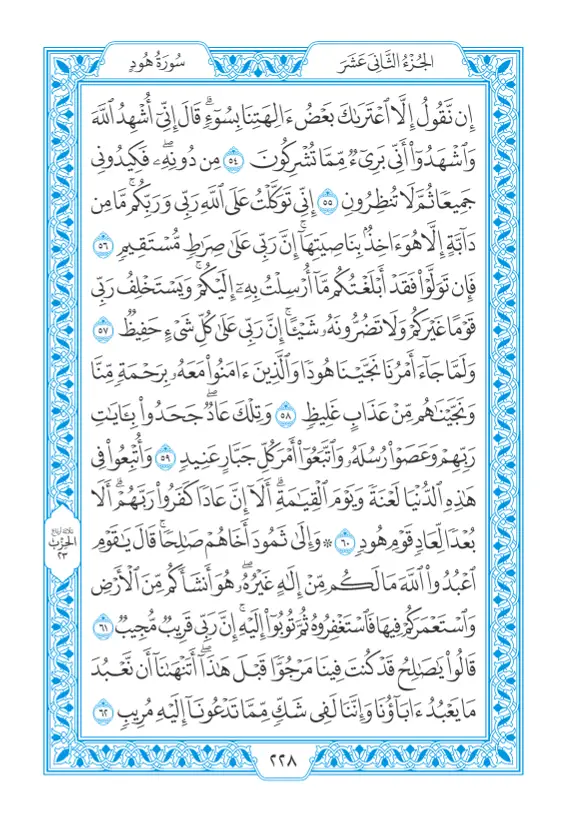 الجُزْءُ الثَّانِي عَشَرَ
سُورَةُ هُودٍ
إِن نَّقُولُ إِلَّا ٱعْتَرَىٰكَ بَعْضُ ءَالِهَتِنَا بِسُوٓءٍۗ قَالَ إِنِّيٓ أُشْهِدُ ٱللَّهَ
وَٱشْهَدُوٓاْ أَنِّي بَرِيٓءٞ مِّمَّا تُشْرِكُونَ ٥٤ مِن دُونِهِۦۖ فَكِيدُونِي
جَمِيعٗا ثُمَّ لَا تُنظِرُونِ ٥٥ إِنِّي تَوَكَّلْتُ عَلَى ٱللَّهِ رَبِّي وَرَبِّكُمۚ مَّا مِن
دَآبَّةٍ إِلَّا هُوَ ءَاخِذُۢ بِنَاصِيَتِهَآۚ إِنَّ رَبِّي عَلَىٰ صِرَٰطٖ مُّسْتَقِيمٖ ٥٦
فَإِن تَوَلَّوْاْ فَقَدْ أَبْلَغْتُكُم مَّآ أُرْسِلْتُ بِهِۦٓ إِلَيْكُمْۚ وَيَسْتَخْلِفُ رَبِّي
قَوْمًا غَيْرَكُمْ وَلَا تَضُرُّونَهُۥ شَيْـًٔاۚ إِنَّ رَبِّي عَلَىٰ كُلِّ شَيْءٍ حَفِيظٞ ٥٧
وَلَمَّا جَآءَ أَمْرُنَا نَجَّيْنَا هُودٗا وَٱلَّذِينَ ءَامَنُواْ مَعَهُۥ بِرَحْمَةٖ مِّنَّا
وَنَجَّيْنَٰهُم مِّنْ عَذَابٍ غَلِيظٖ ٥٨ وَتِلْكَ عَادٞۖ جَحَدُواْ بِـَٔايَٰتِ
رَبِّهِمْ وَعَصَوْاْ رُسُلَهُۥ وَٱتَّبَعُوٓاْ أَمْرَ كُلِّ جَبَّارٍ عَنِيدٖ ٥٩ وَأُتْبِعُواْ فِي
هَٰذِهِ ٱلدُّنْيَا لَعْنَةٗ وَيَوْمَ ٱلْقِيَٰمَةِۗ أَلَآ إِنَّ عَادٗا كَفَرُواْ رَبَّهُمْۗ أَلَا
بُعْدٗا لِّعَادٖ قَوْمِ هُودٖ ٦٠ ۞ وَإِلَىٰ ثَمُودَ أَخَاهُمْ صَٰلِحٗاۚ قَالَ يَٰقَوْمِ
ٱعْبُدُواْ ٱللَّهَ مَا لَكُم مِّنْ إِلَٰهٍ غَيْرُهُۥۖ هُوَ أَنشَأَكُم مِّنَ ٱلْأَرْضِ
وَٱسْتَعْمَرَكُمْ فِيهَا فَٱسْتَغْفِرُوهُ ثُمَّ تُوبُوٓاْ إِلَيْهِۚ إِنَّ رَبِّي قَرِيبٞ مُّجِيبٞ ٦١
قَالُواْ يَٰصَٰلِحُ قَدْ كُنتَ فِينَا مَرْجُوّٗا قَبْلَ هَٰذَآۖ أَتَنْهَىٰنَآ أَن نَّعْبُدَ
مَا يَعْبُدُ ءَابَآؤُنَا وَإِنَّنَا لَفِي شَكّٖ مِّمَّا تَدْعُونَآ إِلَيْهِ مُرِيبٖ ٦٢
ثلاثة أرباع
الحزب
٢٣
٢٢٨